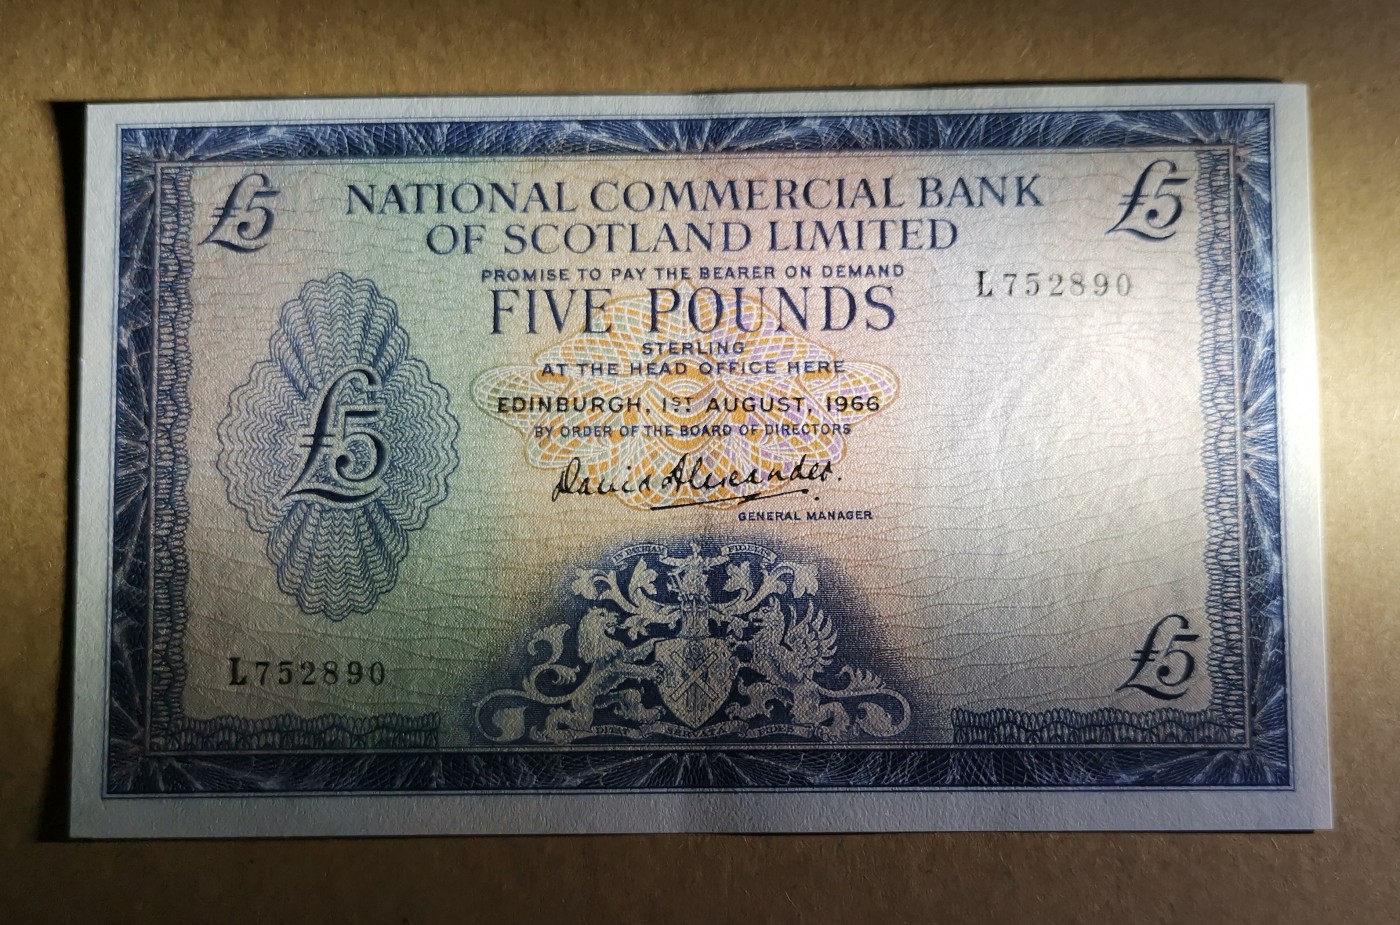 £5
£5
NATIONAL COMMERCIAL BANK
OF SCOTLAND LIMITED
PROMISE TO PAY THE BEARER ON DEMAND
L752890
FIVE POUNDS
STERLING
AT THE HEAD OFFICE HERE
£5
EDINBURGH, 1ST AUGUST, 1966
BY ORDER OF THE BOARD OF DIRECTORS
David Alexander.
GENERAL MANAGER
£5
L752890